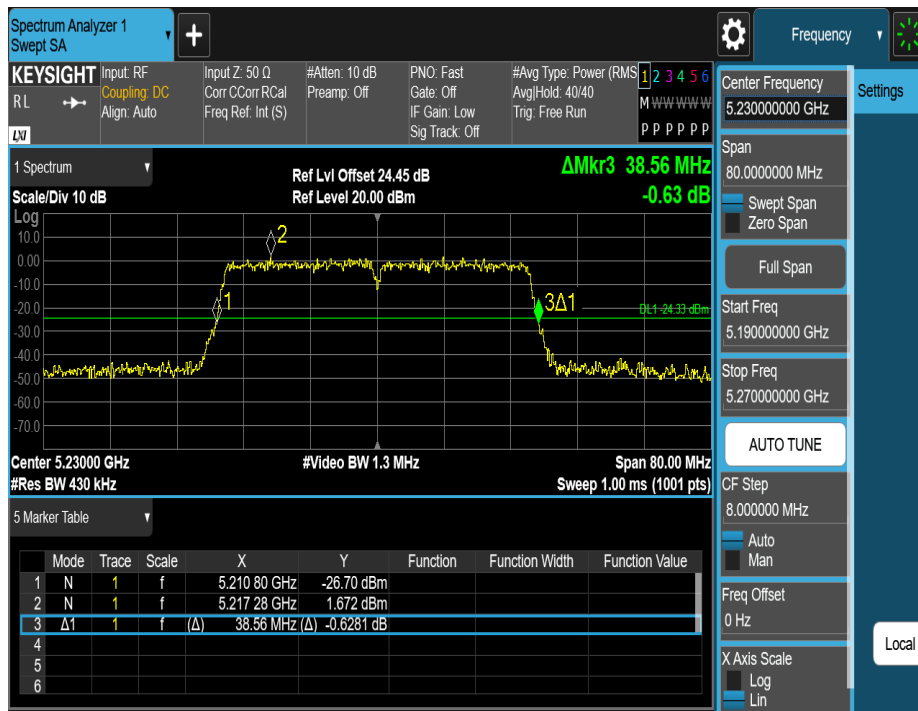 Spectrum Analyzer 1
Swept SA
Frequency
KEYSIGHT
RL
LXI
Input: RF
Coupling: DC
Align: Auto
Input Z: 50 Ω
Corr CCorr RCal
Freq Ref: Int (S)
#Atten: 10 dB
Preamp: Off
PNO: Fast
Gate: Off
IF Gain: Low
Sig Track: Off
#Avg Type: Power (RMS
Avg|Hold: 40/40
Trig: Free Run
1 2 3 4 5 6
M W W W W W
P P P P P P
1 Spectrum
Scale/Div 10 dB
Ref Lvl Offset 24.45 dB
Ref Level 20.00 dBm
ΔMkr3 38.56 MHz
-0.63 dB
Log
10.0
0.00
-10.0
-20.0
-30.0
-40.0
-50.0
-60.0
-70.0
2
1
3Δ1
DL1 -24.33 dBm
Center 5.23000 GHz
#Video BW 1.3 MHz
Span 80.00 MHz
#Res BW 430 kHz
Sweep 1.00 ms (1001 pts)
5 Marker Table
Mode Trace Scale X Y Function Function Width Function Value
1 N 1 f 5.210 80 GHz -26.70 dBm
2 N 1 f 5.217 28 GHz 1.672 dBm
3 Δ1 1 f (Δ) 38.56 MHz (Δ) -0.6281 dB
4
5
6
Center Frequency
5.230000000 GHz
Settings
Span
80.0000000 MHz
Swept Span
Zero Span
Full Span
Start Freq
5.190000000 GHz
Stop Freq
5.270000000 GHz
AUTO TUNE
CF Step
8.000000 MHz
Auto
Man
Freq Offset
0 Hz
Local
X Axis Scale
Log
Lin